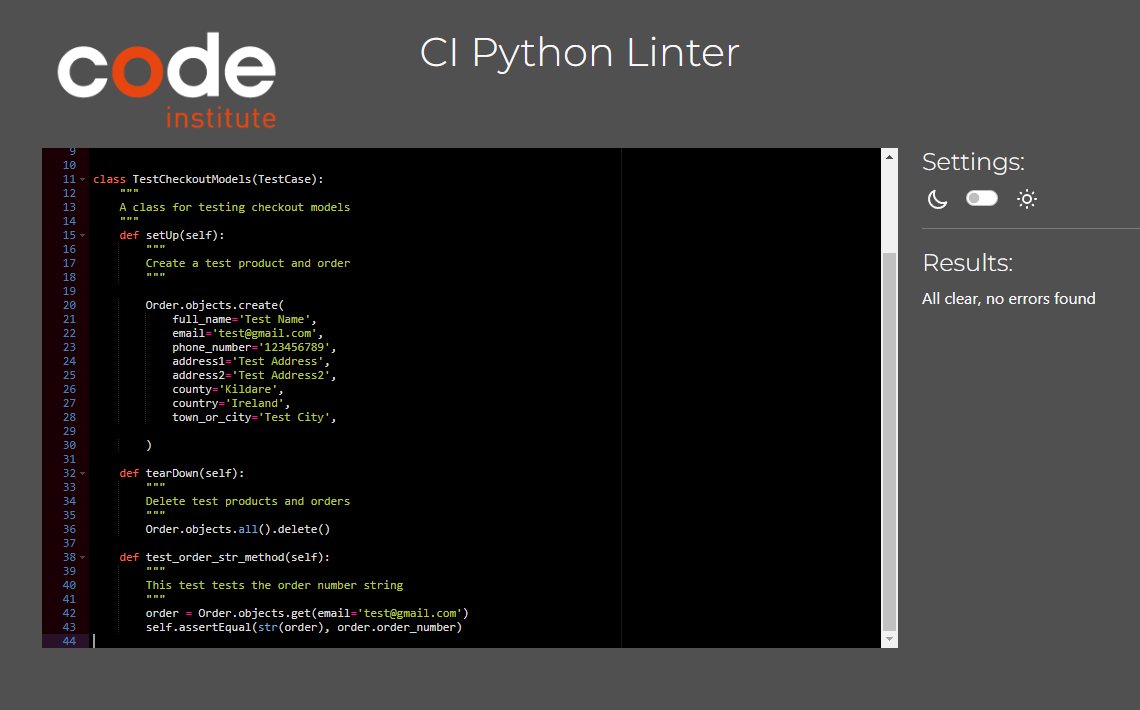 code
institute
CI Python Linter
9
10
11 class TestCheckoutModels(TestCase):
12     """
13     A class for testing checkout models
14     """
15     def setUp(self):
16         """
17         Create a test product and order
18         """
19
20         Order.objects.create(
21             full_name='Test Name',
22             email='test@gmail.com',
23             phone_number='123456789',
24             address1='Test Address',
25             address2='Test Address2',
26             county='Kildare',
27             country='Ireland',
28             town_or_city='Test City',
29
30         )
31
32     def tearDown(self):
33         """
34         Delete test products and orders
35         """
36         Order.objects.all().delete()
37
38     def test_order_str_method(self):
39         """
40         This test tests the order number string
41         """
42         order = Order.objects.get(email='test@gmail.com')
43         self.assertEqual(str(order), order.order_number)
44
Settings:
Results:
All clear, no errors found